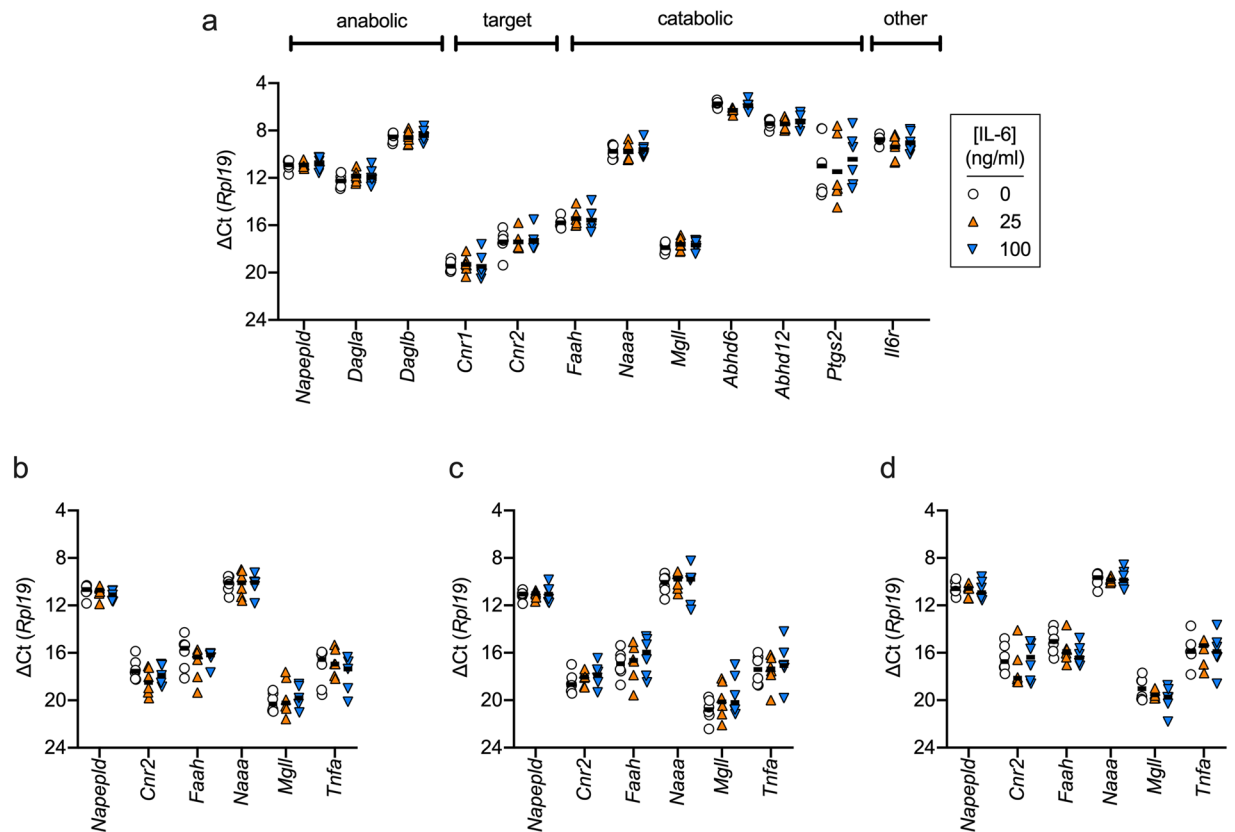 a
anabolic target catabolic other
4
8
12
16
20
24
ΔCt (Rpl19)
Napepld Dagla Daglb Cnr1 Cnr2 Faah Naaa Mgll Abhd6 Abhd12 Ptgs2 Il6r
[IL-6]
(ng/ml)
0
25
100
b
4
8
12
16
20
24
ΔCt (Rpl19)
Napepld Cnr2 Faah Naaa Mgll Tnfa
c
4
8
12
16
20
24
ΔCt (Rpl19)
Napepld Cnr2 Faah Naaa Mgll Tnfa
d
4
8
12
16
20
24
ΔCt (Rpl19)
Napepld Cnr2 Faah Naaa Mgll Tnfa